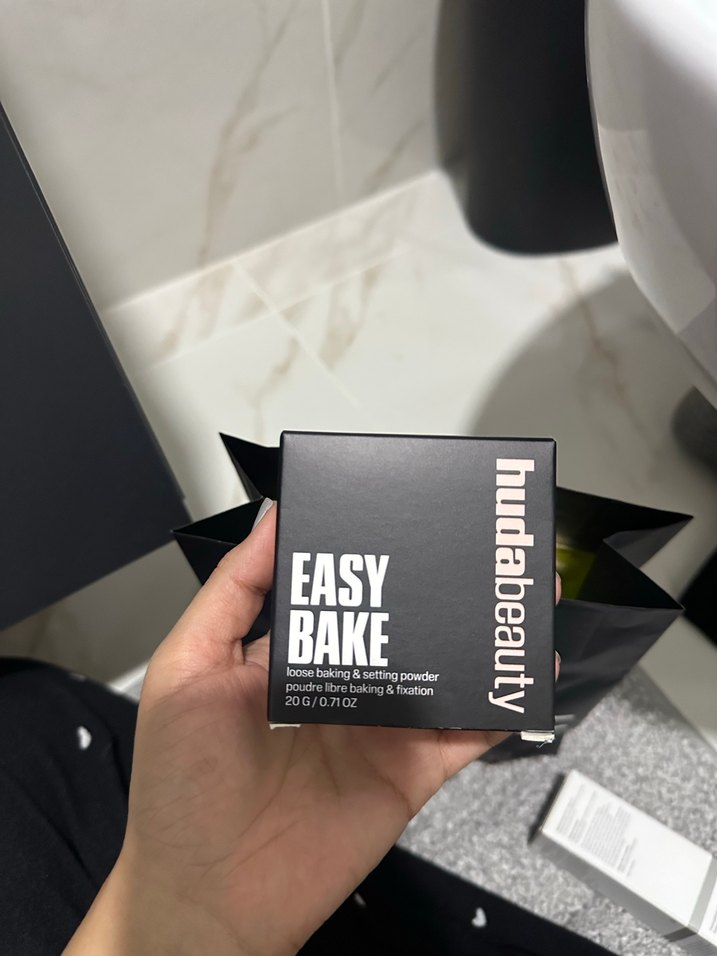 EASY
BAKE
loose baking & setting powder
poudre libre baking & fixation
20 G / 0.71 OZ
hudabeauty